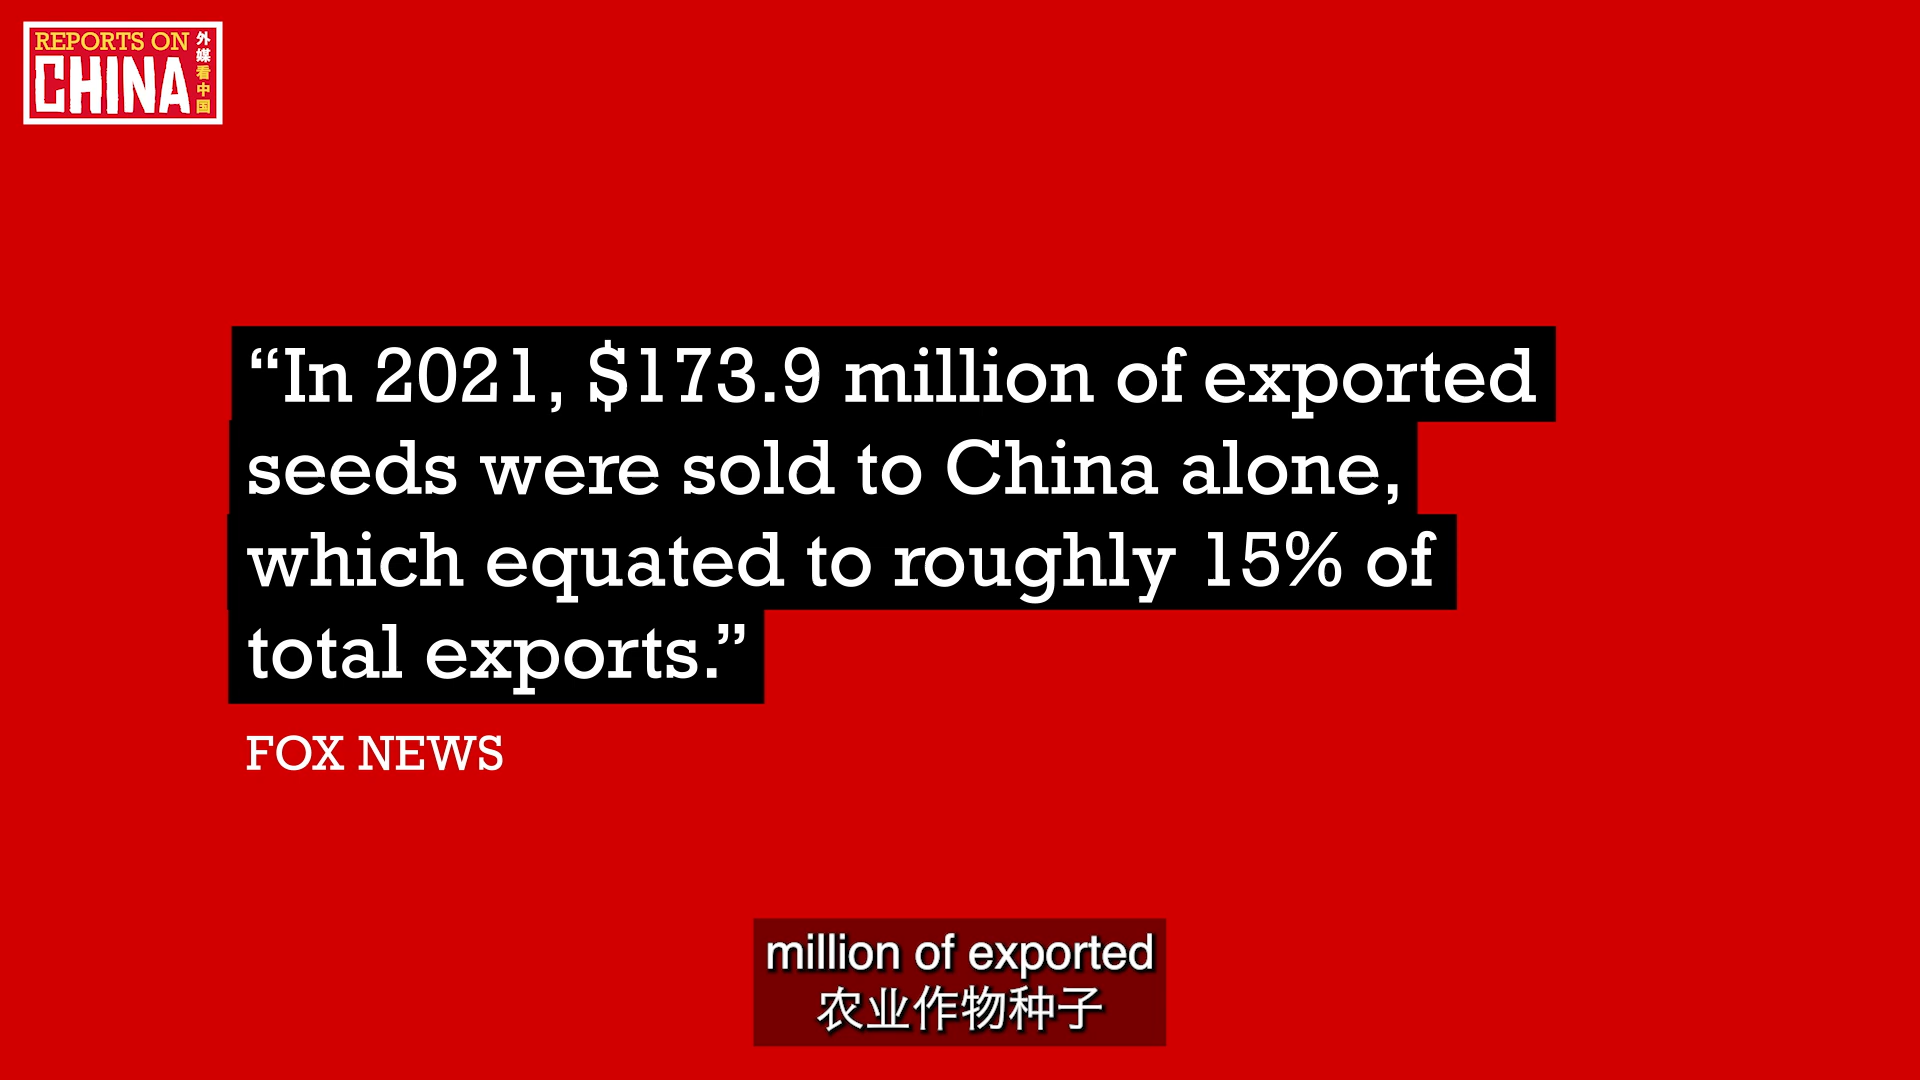 REPORTS ON
CHINA
外媒看中国
“In 2021, $173.9 million of exported
seeds were sold to China alone,
which equated to roughly 15% of
total exports.”
FOX NEWS
million of exported
农业作物种子